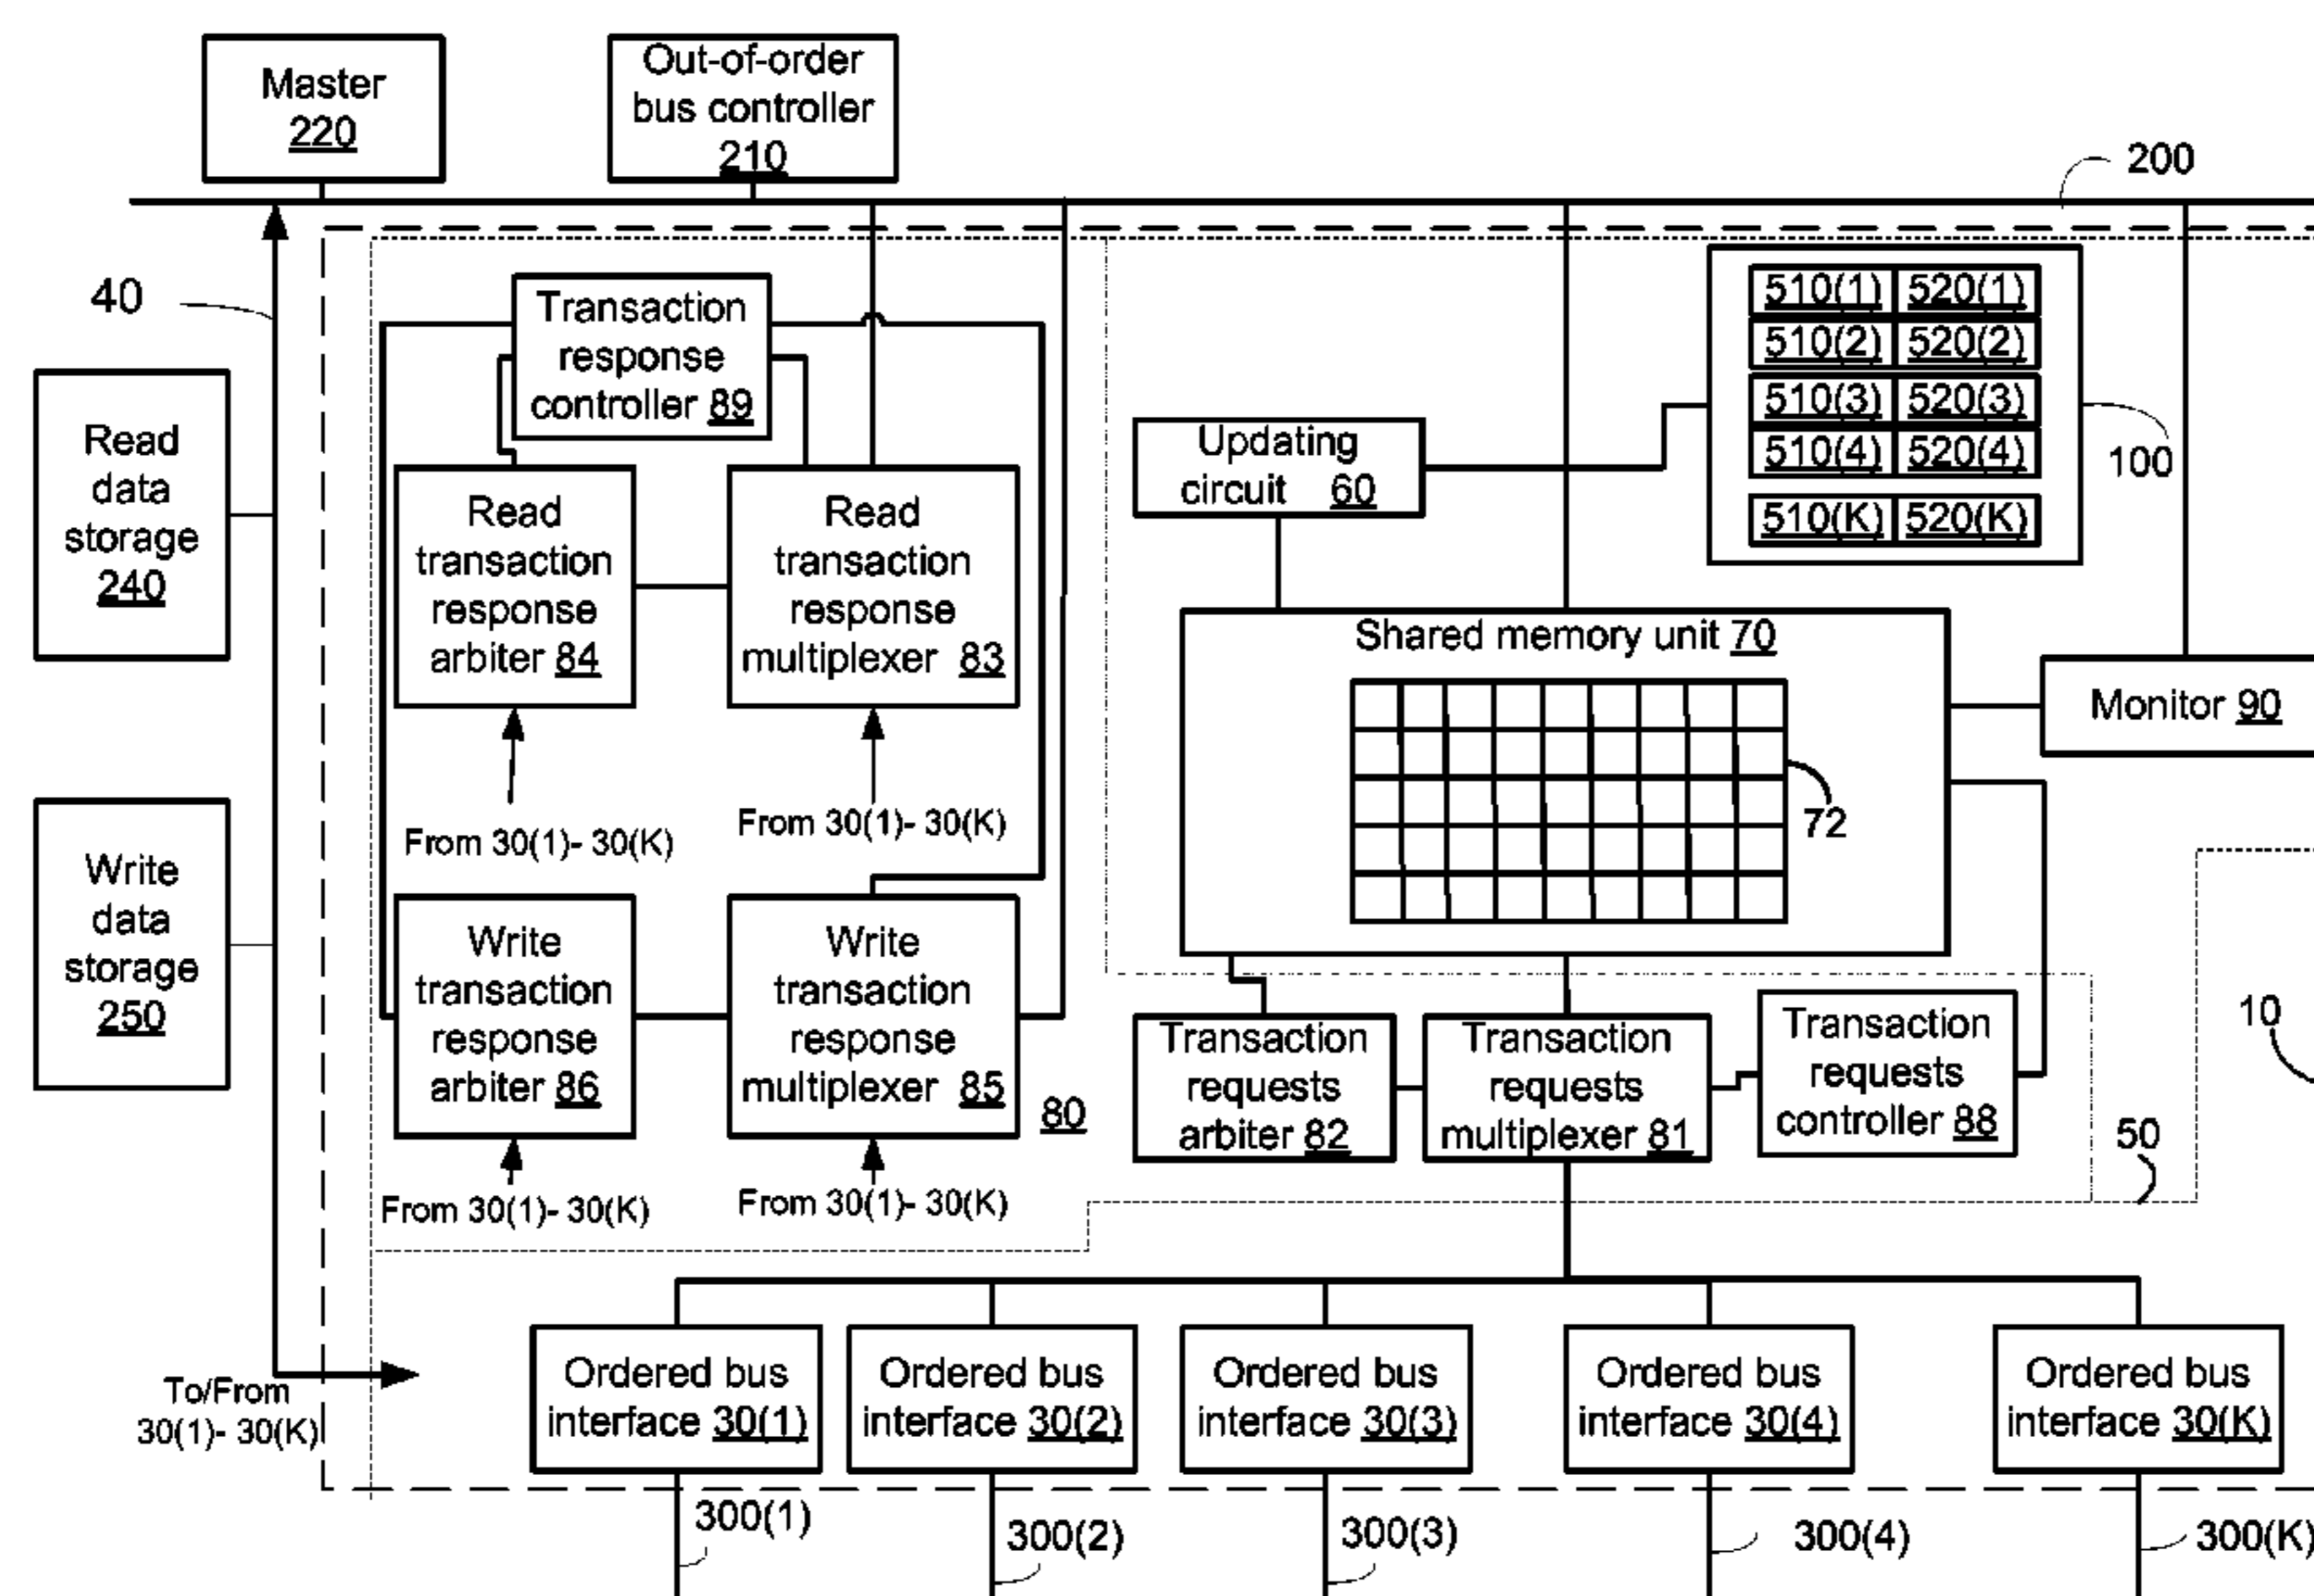 Master
220
Out-of-order
bus controller
210
200
40
Transaction
response
controller 89
510(1) 520(1)
510(2) 520(2)
510(3) 520(3)
510(4) 520(4)
510(K) 520(K)
100
Read
data
storage
240
Updating
circuit 60
Read
transaction
response
arbiter 84
Read
transaction
response
multiplexer 83
Shared memory unit 70
72
Monitor 90
From 30(1)- 30(K)
From 30(1)- 30(K)
Write
data
storage
250
Write
transaction
response
arbiter 86
Write
transaction
response
multiplexer 85
80
Transaction
requests
arbiter 82
Transaction
requests
multiplexer 81
Transaction
requests
controller 88
10
50
From 30(1)- 30(K)
From 30(1)- 30(K)
To/From
30(1)- 30(K)
Ordered bus
interface 30(1)
Ordered bus
interface 30(2)
Ordered bus
interface 30(3)
Ordered bus
interface 30(4)
Ordered bus
interface 30(K)
300(1)
300(2)
300(3)
300(4)
300(K)